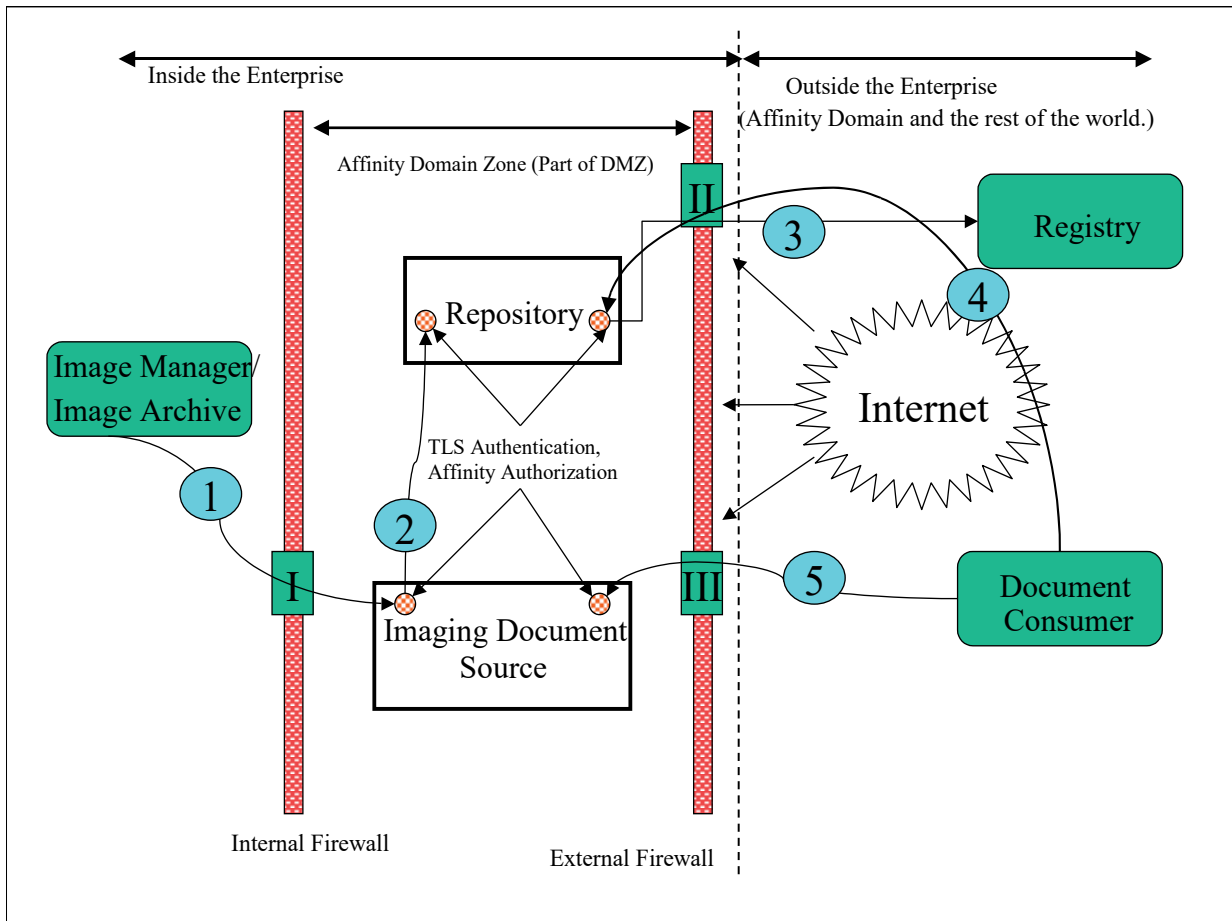 Inside the Enterprise
Outside the Enterprise
(Affinity Domain and the rest of the world.)
Affinity Domain Zone (Part of DMZ)
II
3
Registry
Repository
4
Image Manager/
Image Archive
Internet
TLS Authentication,
Affinity Authorization
1
2
I
III
5
Document
Consumer
Imaging Document
Source
Internal Firewall
External Firewall